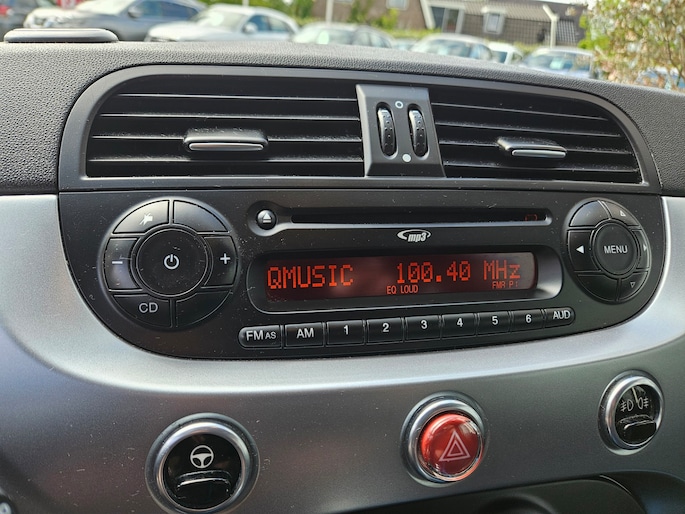 mp3
QMUSIC 100.40 MHz
EQ LOUD FMR P1
MENU
CD
FM AS AM 1 2 3 4 5 6 AUD